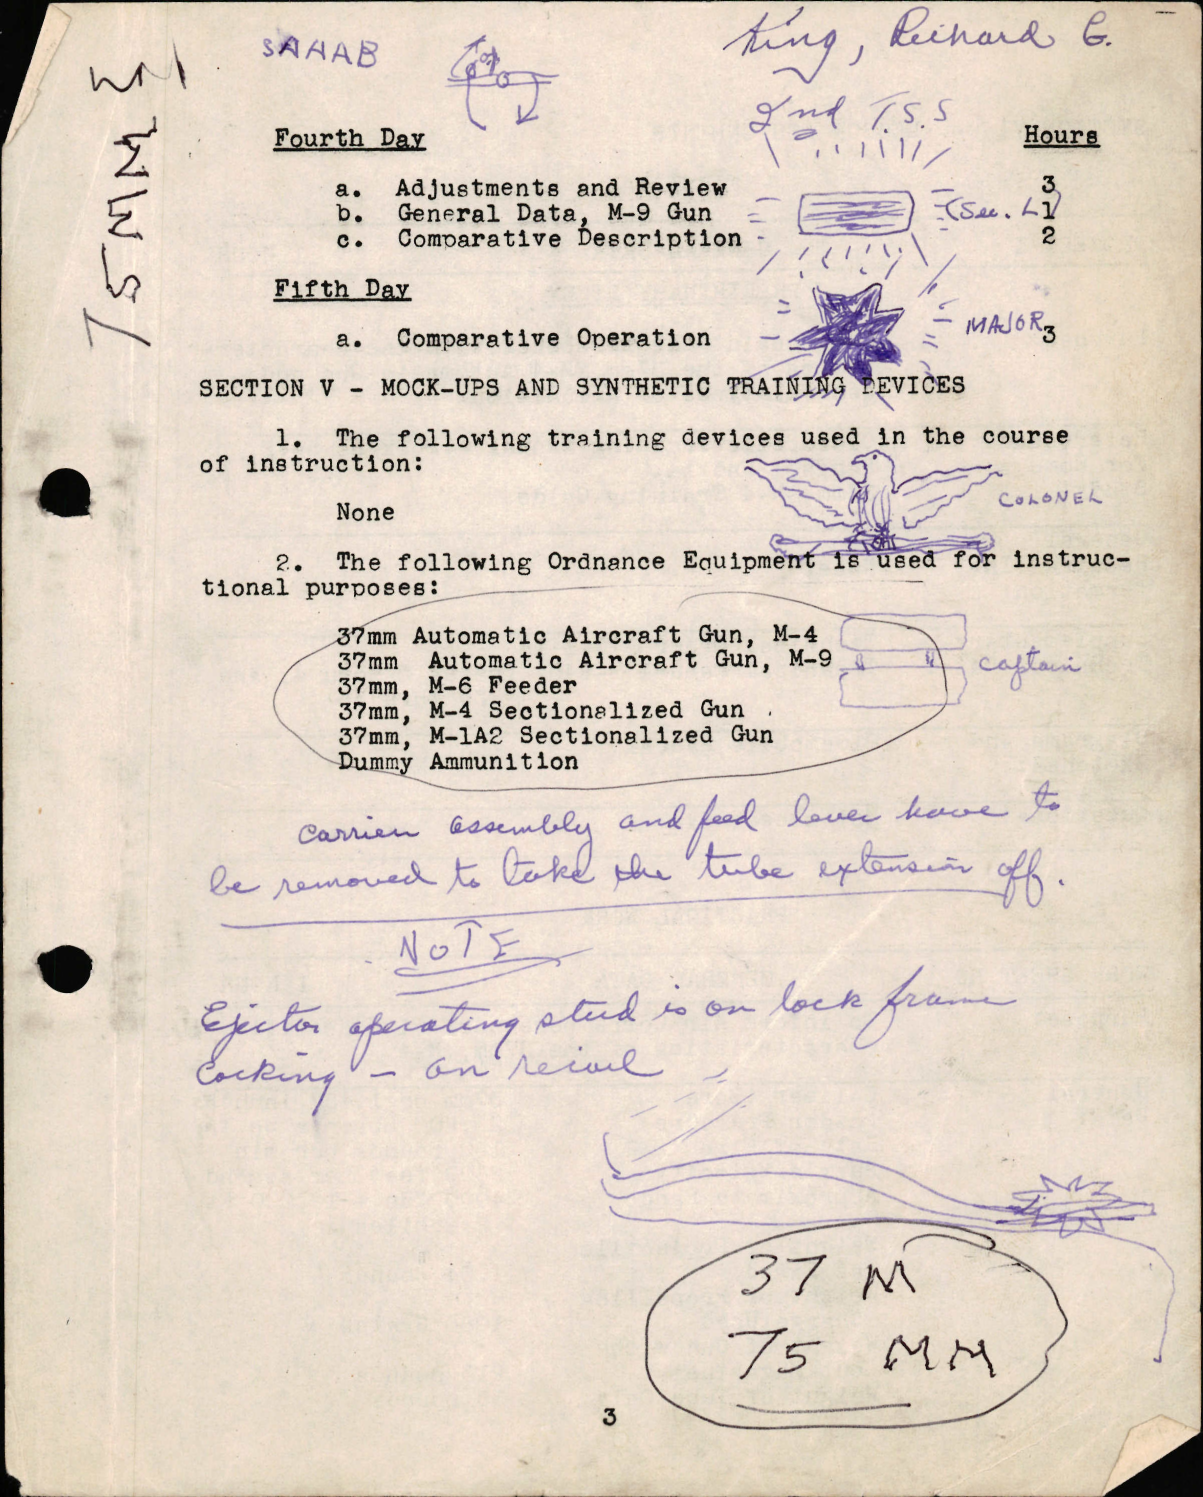 SAHAB
King, Richard G.
2nd T.S.S
Fourth Day Hours
a. Adjustments and Review 3
b. General Data, M-9 Gun (Sec. L) 1
c. Comparative Description 2
Fifth Day
a. Comparative Operation MAJOR 3
SECTION V - MOCK-UPS AND SYNTHETIC TRAINING DEVICES
1. The following training devices used in the course
of instruction:
COLONEL
None
2. The following Ordnance Equipment is used for instruc-
tional purposes:
37mm Automatic Aircraft Gun, M-4
37mm Automatic Aircraft Gun, M-9 captain
37mm, M-6 Feeder
37mm, M-4 Sectionalized Gun
37mm, M-1A2 Sectionalized Gun
Dummy Ammunition
carrier assembly and feed lever have to
be removed to take the tube extension off.
NOTE
Ejector operating stud is on lock frame
Cocking - on recoil
37 M
75 MM
3